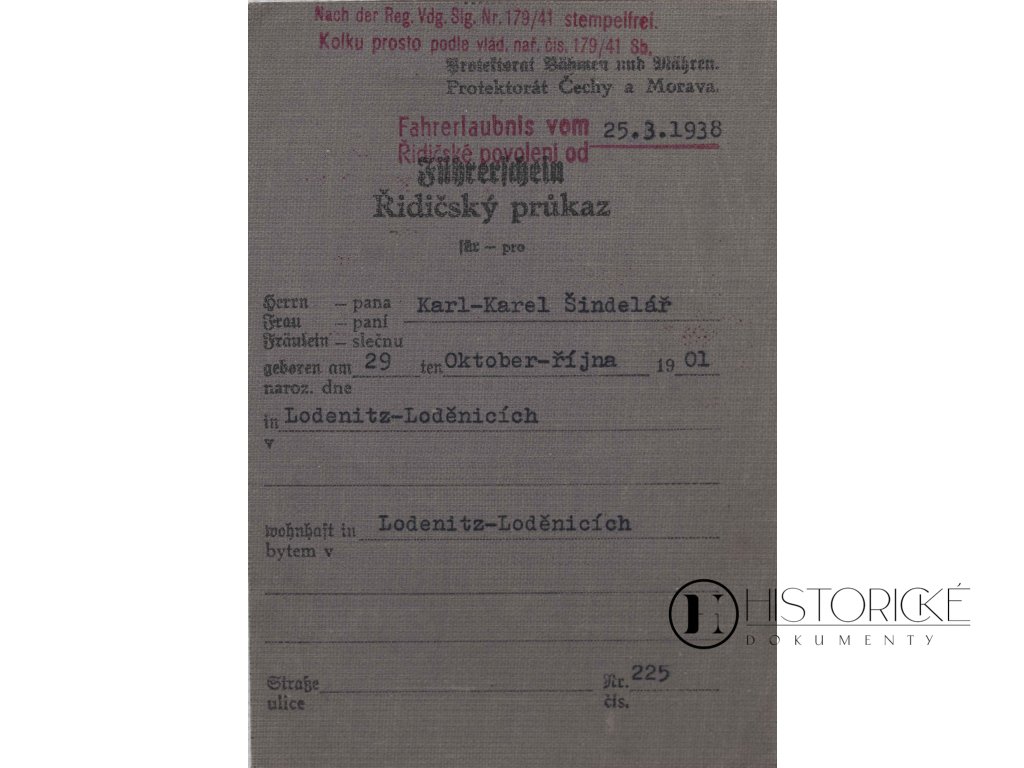 Nach der Reg. Vdg. Slg. Nr. 179/41 stempelfrei.
Kolku prosto podle vlád. nař. čís. 179/41 Sb.
Protektorat Böhmen und Mähren.
Protektorát Čechy a Morava.
Fahrerlaubnis vom 25.3.1938
Řidičské povolení od
Führerschein
Řidičský průkaz
für – pro
Herrn – pana Karl-Karel Šindelář
Frau – paní
Fräulein – slečnu
geboren am 29 ten Oktober-října 19 01
naroz. dne
in Lodenitz-Loděnicích
v
wohnhaft in Lodenitz-Loděnicích
bytem v
Straße Nr. 225
ulice čís.
HISTORICKÉ
DOKUMENTY